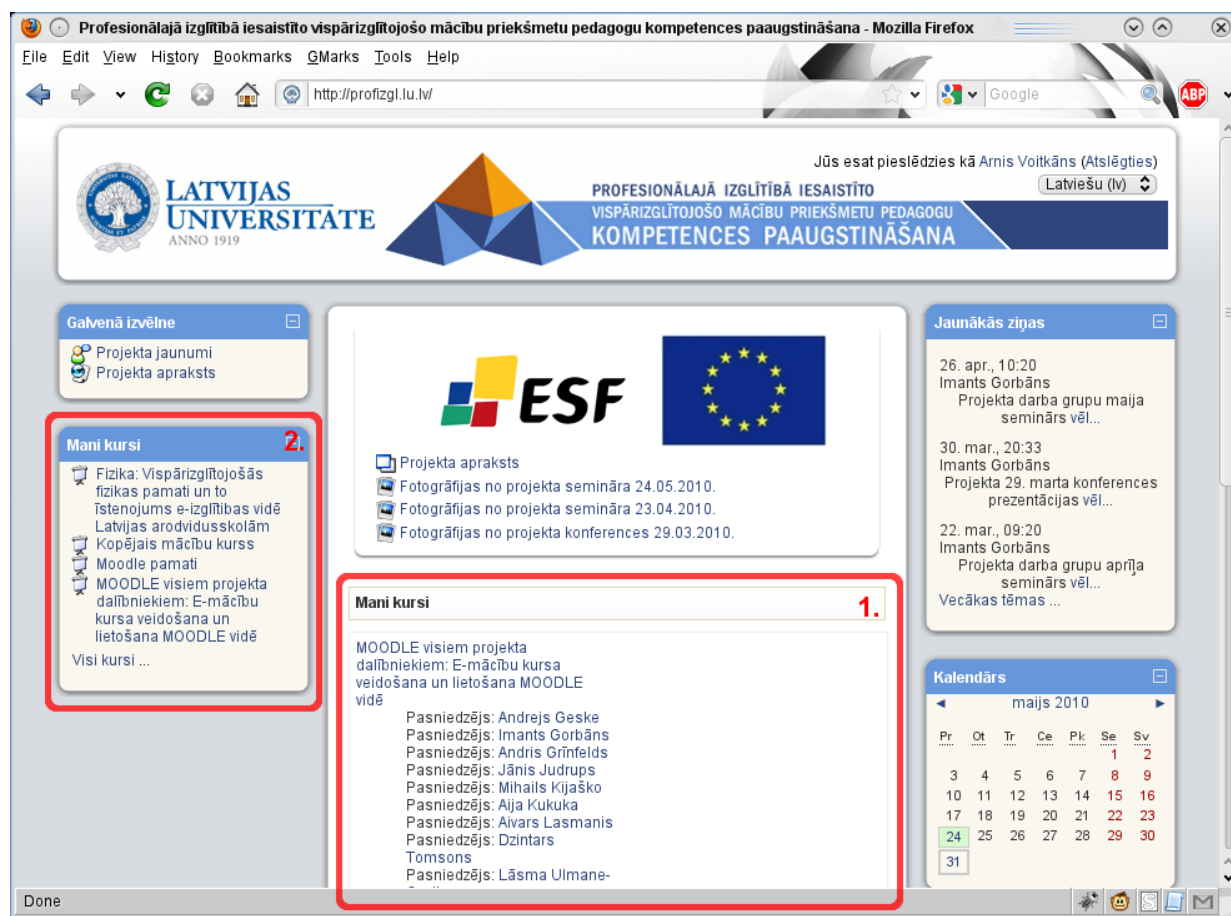 Profesionālajā izglītībā iesaistīto vispārizglītojošo mācību priekšmetu pedagogu kompetences paaugstināšana - Mozilla Firefox
File Edit View History Bookmarks GMarks Tools Help
http://profizgl.lu.lv/
Google
ABP
Jūs esat pieslēdzies kā Arnis Voitkāns (Atslēgties)
Latviešu (lv)
LATVIJAS
UNIVERSITĀTE
ANNO 1919
PROFESIONĀLAJĀ IZGLĪTĪBĀ IESAISTĪTO
VISPĀRIZGLĪTOJOŠO MĀCĪBU PRIEKŠMETU PEDAGOGU
KOMPETENCES PAAUGSTINĀŠANA
Galvenā izvēlne
Projekta jaunumi
Projekta apraksts
Mani kursi
2.
Fizika: Vispārizglītojošās
fizikas pamati un to
īstenojums e-izglītibas vidē
Latvijas arodvidusskolām
Kopējais mācību kurss
Moodle pamati
MOODLE visiem projekta
dalībniekiem: E-mācību
kursa veidošana un
lietošana MOODLE vidē
Visi kursi ...
ESF
Projekta apraksts
Fotogrāfijas no projekta semināra 24.05.2010.
Fotogrāfijas no projekta semināra 23.04.2010.
Fotogrāfijas no projekta konferences 29.03.2010.
Mani kursi
1.
MOODLE visiem projekta
dalībniekiem: E-mācību kursa
veidošana un lietošana MOODLE
vidē
Pasniedzējs: Andrejs Geske
Pasniedzējs: Imants Gorbāns
Pasniedzējs: Andris Grīnfelds
Pasniedzējs: Jānis Judrups
Pasniedzējs: Mihails Kijaško
Pasniedzējs: Aija Kukuka
Pasniedzējs: Aivars Lasmanis
Pasniedzējs: Dzintars
Tomsons
Pasniedzējs: Lāsma Ulmane-
Jaunākās ziņas
26. apr., 10:20
Imants Gorbāns
Projekta darba grupu maija
seminārs vēl...
30. mar., 20:33
Imants Gorbāns
Projekta 29. marta konferences
prezentācijas vēl...
22. mar., 09:20
Imants Gorbāns
Projekta darba grupu aprīļa
seminārs vēl...
Vecākas tēmas ...
Kalendārs
maijs 2010
Pr Ot Tr Ce Pk Se Sv
1 2
3 4 5 6 7 8 9
10 11 12 13 14 15 16
17 18 19 20 21 22 23
24 25 26 27 28 29 30
31
Done